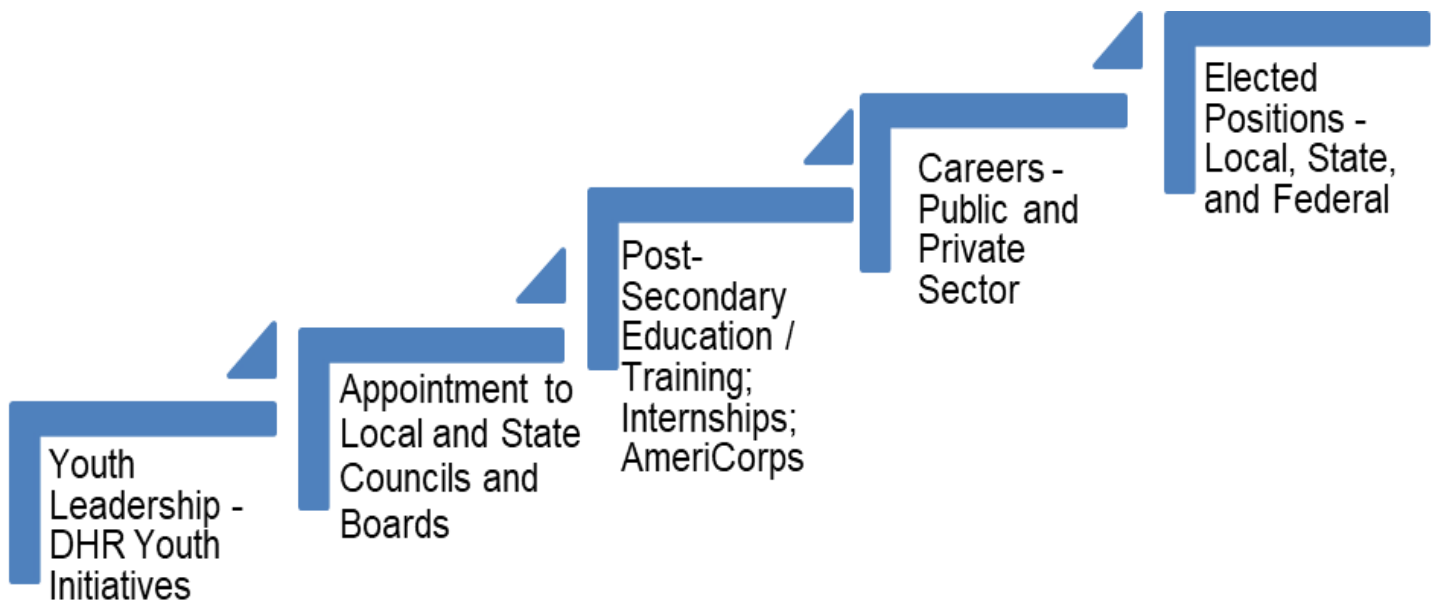 Youth
Leadership -
DHR Youth
Initiatives
Appointment to
Local and State
Councils and
Boards
Post-
Secondary
Education /
Training;
Internships;
AmeriCorps
Careers -
Public and
Private
Sector
Elected
Positions -
Local, State,
and Federal